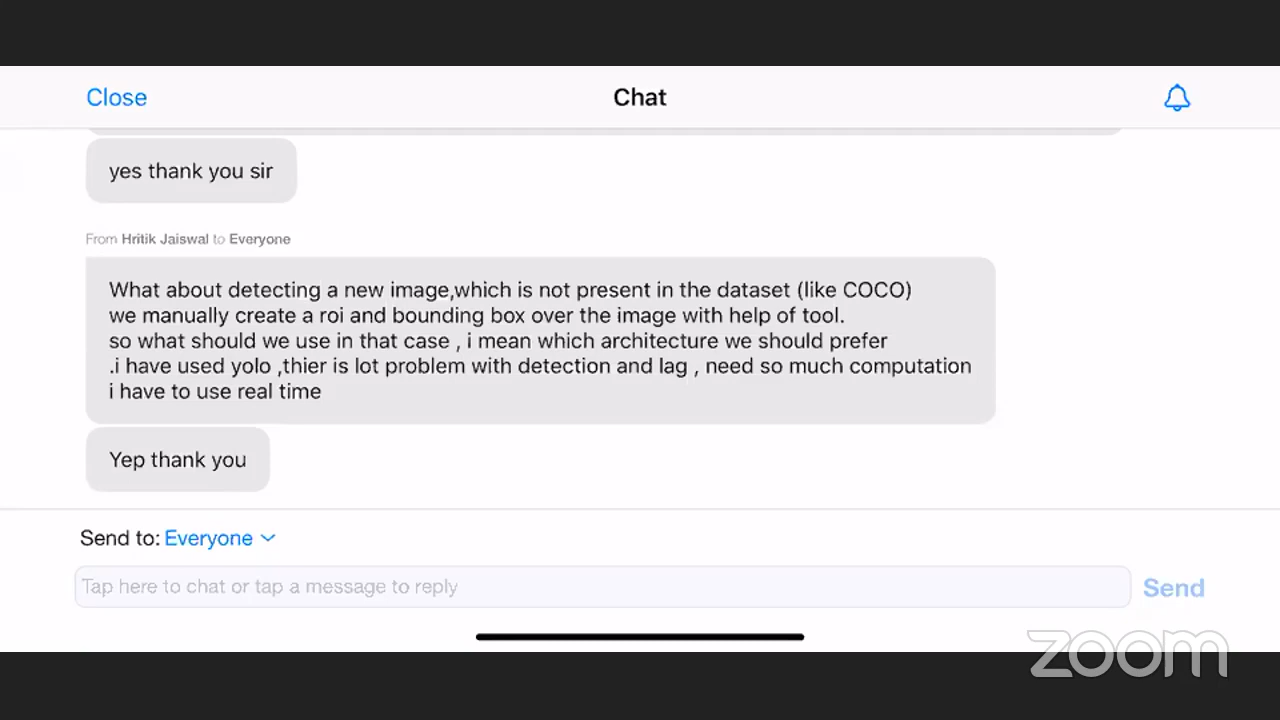 Close
Chat
yes thank you sir
From Hritik Jaiswal to Everyone
What about detecting a new image,which is not present in the dataset (like COCO)
we manually create a roi and bounding box over the image with help of tool.
so what should we use in that case , i mean which architecture we should prefer
.i have used yolo ,thier is lot problem with detection and lag , need so much computation
i have to use real time
Yep thank you
Send to: Everyone
Tap here to chat or tap a message to reply
Send
zoom